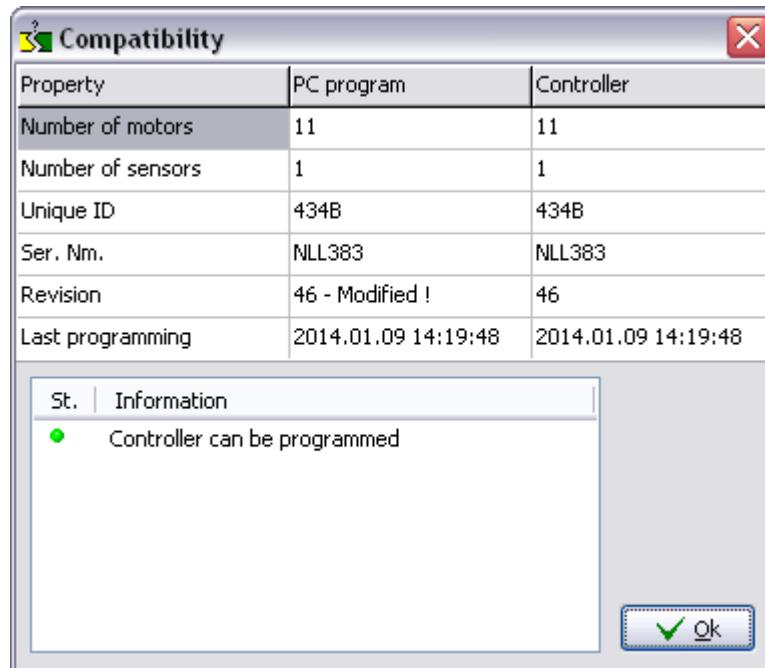 Compatibility
Property PC program Controller
Number of motors 11 11
Number of sensors 1 1
Unique ID 434B 434B
Ser. Nm. NLL383 NLL383
Revision 46 - Modified ! 46
Last programming 2014.01.09 14:19:48 2014.01.09 14:19:48
St. Information
Controller can be programmed
Ok